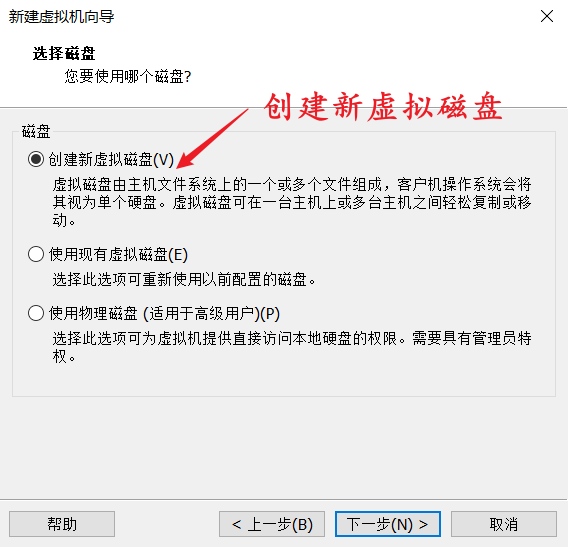 新建虚拟机向导
选择磁盘
您要使用哪个磁盘?
创建新虚拟磁盘
磁盘
创建新虚拟磁盘(V)
虚拟磁盘由主机文件系统上的一个或多个文件组成，客户机操作系统会将
其视为单个硬盘。虚拟磁盘可在一台主机上或多台主机之间轻松复制或移
动。
使用现有虚拟磁盘(E)
选择此选项可重新使用以前配置的磁盘。
使用物理磁盘 (适用于高级用户)(P)
选择此选项可为虚拟机提供直接访问本地硬盘的权限。需要具有管理员特
权。
帮助
< 上一步(B)
下一步(N) >
取消